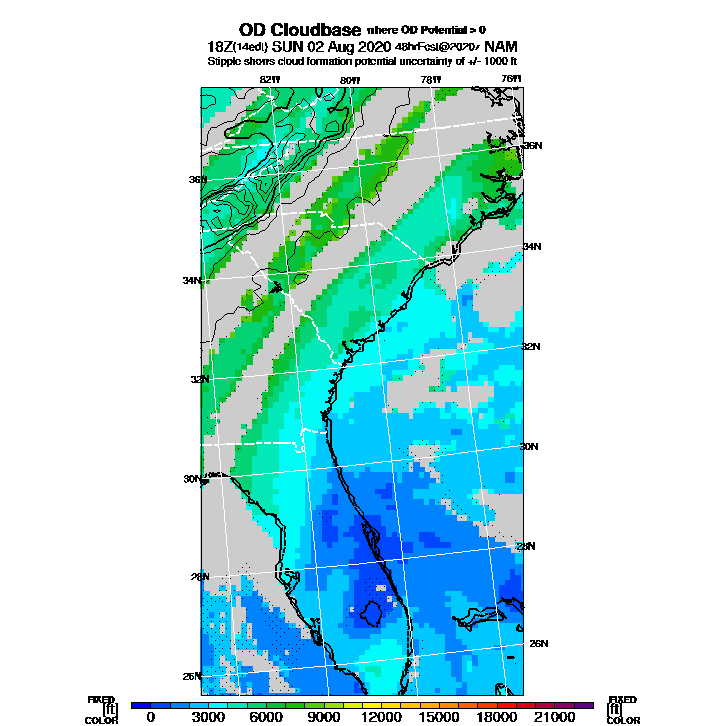 OD Cloudbase where OD Potential > 0
18Z(14edt) SUN 02 Aug 2020 48hrFcst@2020z NAM
Stipple shows cloud formation potential uncertainty of +/- 1000 ft
82W 80W 78W 76W
36N
36N
34N
34N
32N
32N
30N
30N
28N
28N
26N
26N
FIXED [ft] COLOR
0 3000 6000 9000 12000 15000 18000 21000
FIXED [ft] COLOR